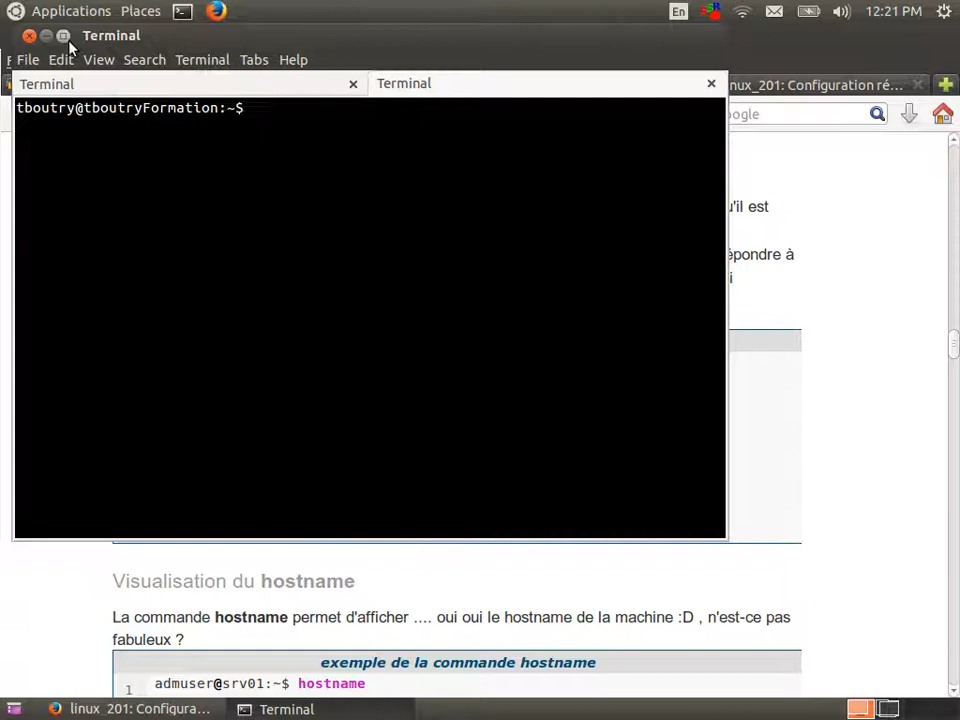 Applications Places En 12:21 PM
Terminal
File Edit View Search Terminal Tabs Help
Terminal Terminal nux_201: Configuration ré...
tboutry@tboutryFormation:~$
ogle
u'il est
épondre à
i
Visualisation du hostname
La commande hostname permet d'afficher .... oui oui le hostname de la machine :D , n'est-ce pas
fabuleux ?
exemple de la commande hostname
1 admuser@srv01:~$ hostname
linux_201: Configura... Terminal